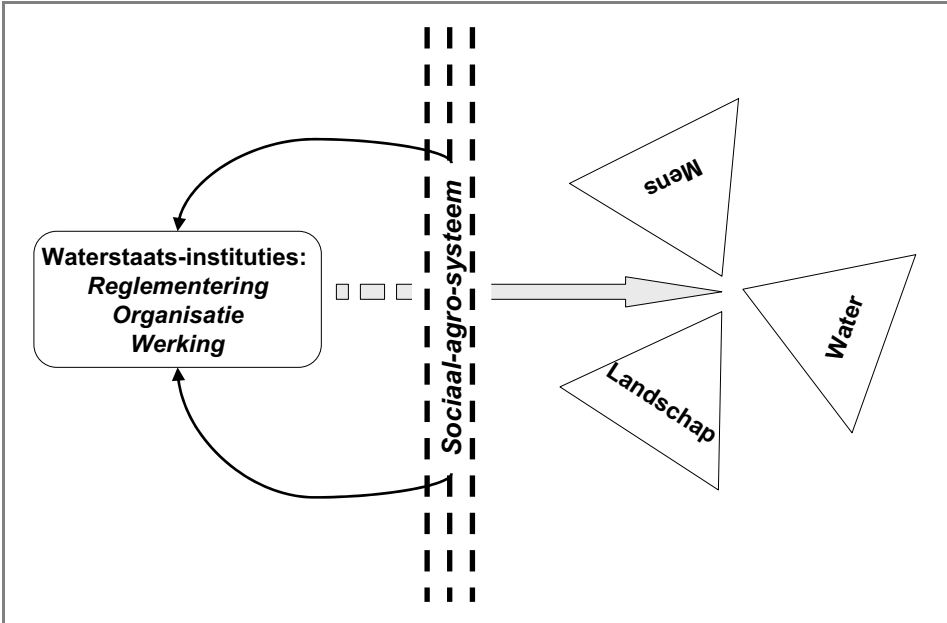 Waterstaats-instituties:
Reglementering
Organisatie
Werking
Sociaal-agro-systeem
Mens
Water
Landschap